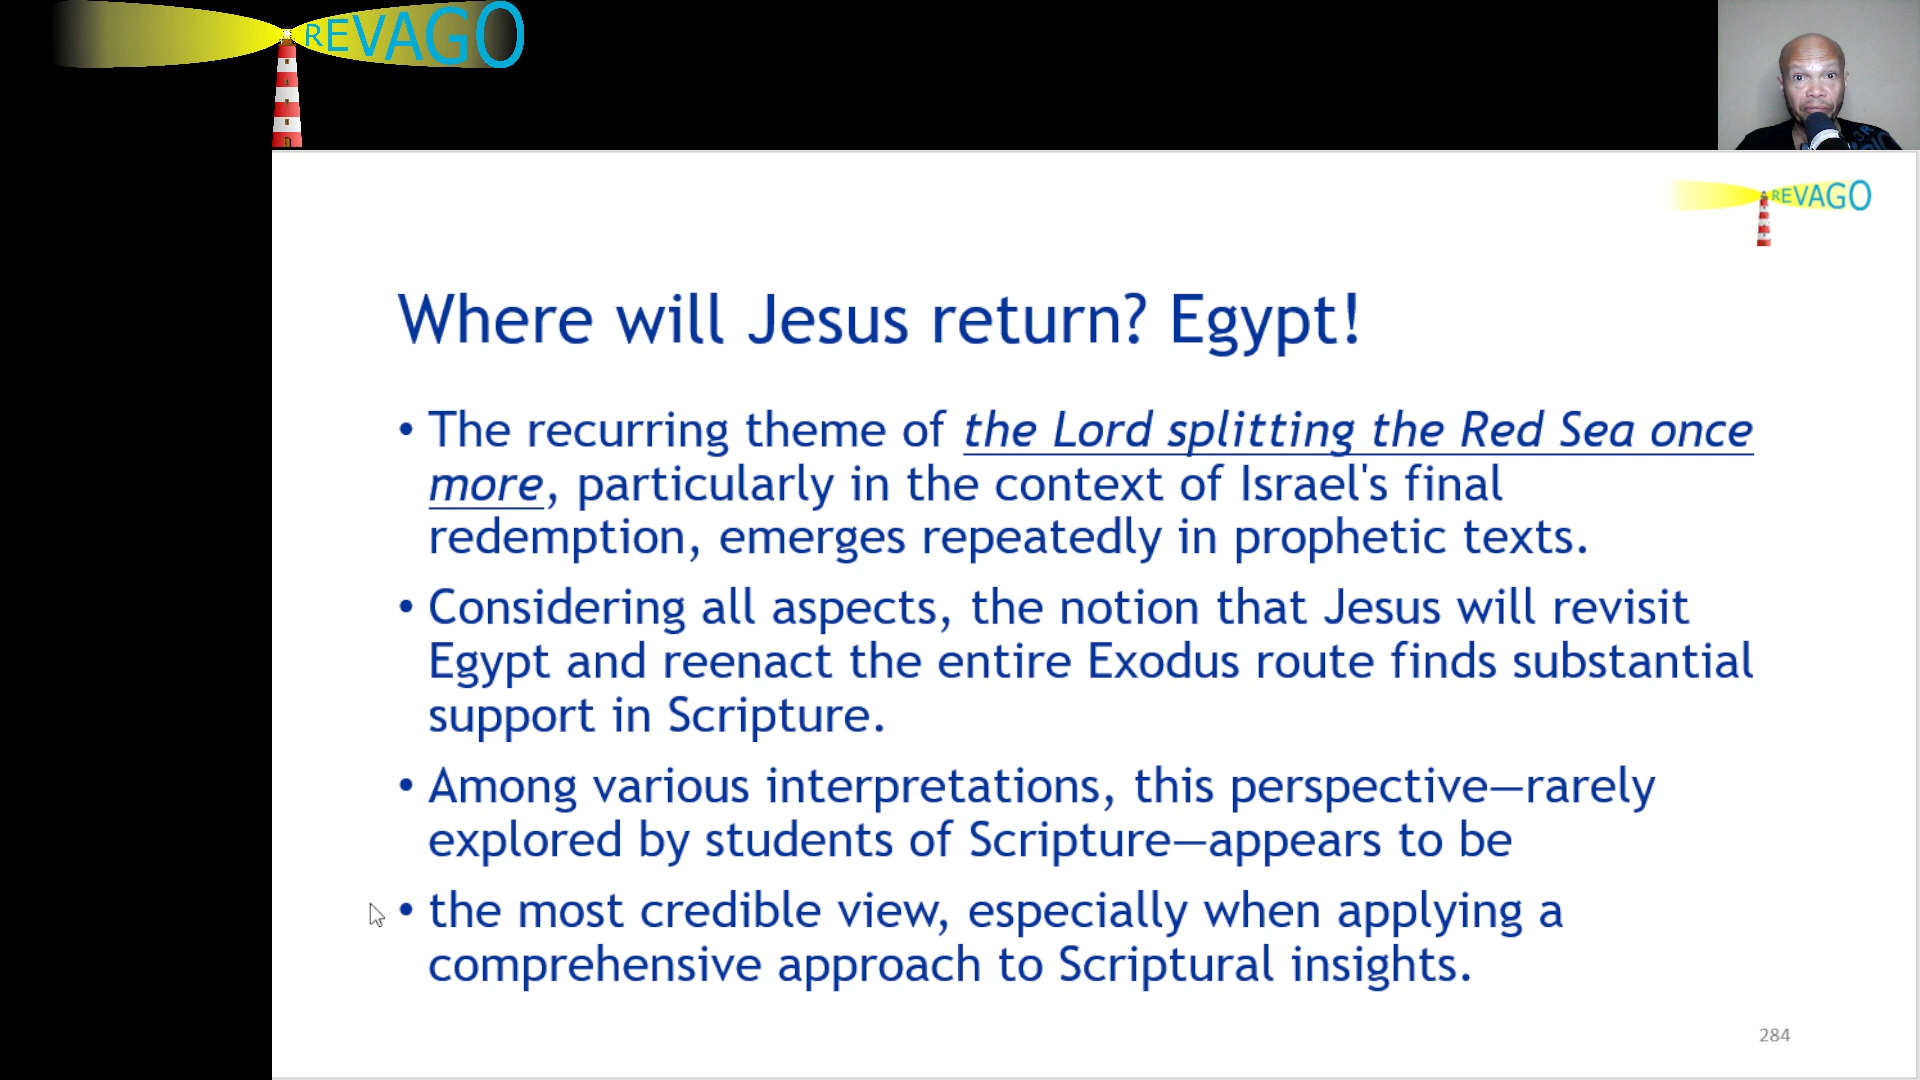 REVAGO
REVAGO
Where will Jesus return? Egypt!
• The recurring theme of the Lord splitting the Red Sea once
more, particularly in the context of Israel's final
redemption, emerges repeatedly in prophetic texts.
• Considering all aspects, the notion that Jesus will revisit
Egypt and reenact the entire Exodus route finds substantial
support in Scripture.
• Among various interpretations, this perspective—rarely
explored by students of Scripture—appears to be
• the most credible view, especially when applying a
comprehensive approach to Scriptural insights.
284